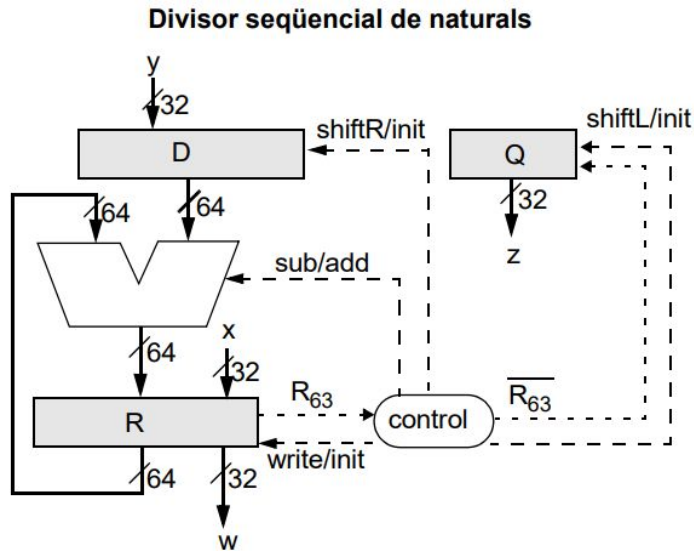 Divisor seqüencial de naturals
y
32
shiftR/init
shiftL/init
D
Q
64
64
32
z
sub/add
x
64
32
R₆₃
R̅₆₃
R
control
write/init
64
32
w